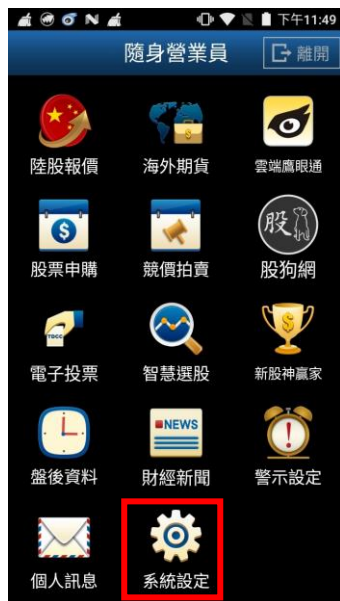 下午11:49
隨身營業員
離開
陸股報價
海外期貨
雲端鷹眼通
$
股票申購
競價拍賣
股
股狗網
TDCC
電子投票
智慧選股
$
新股神贏家
盤後資料
NEWS
財經新聞
!
警示設定
個人訊息
系統設定